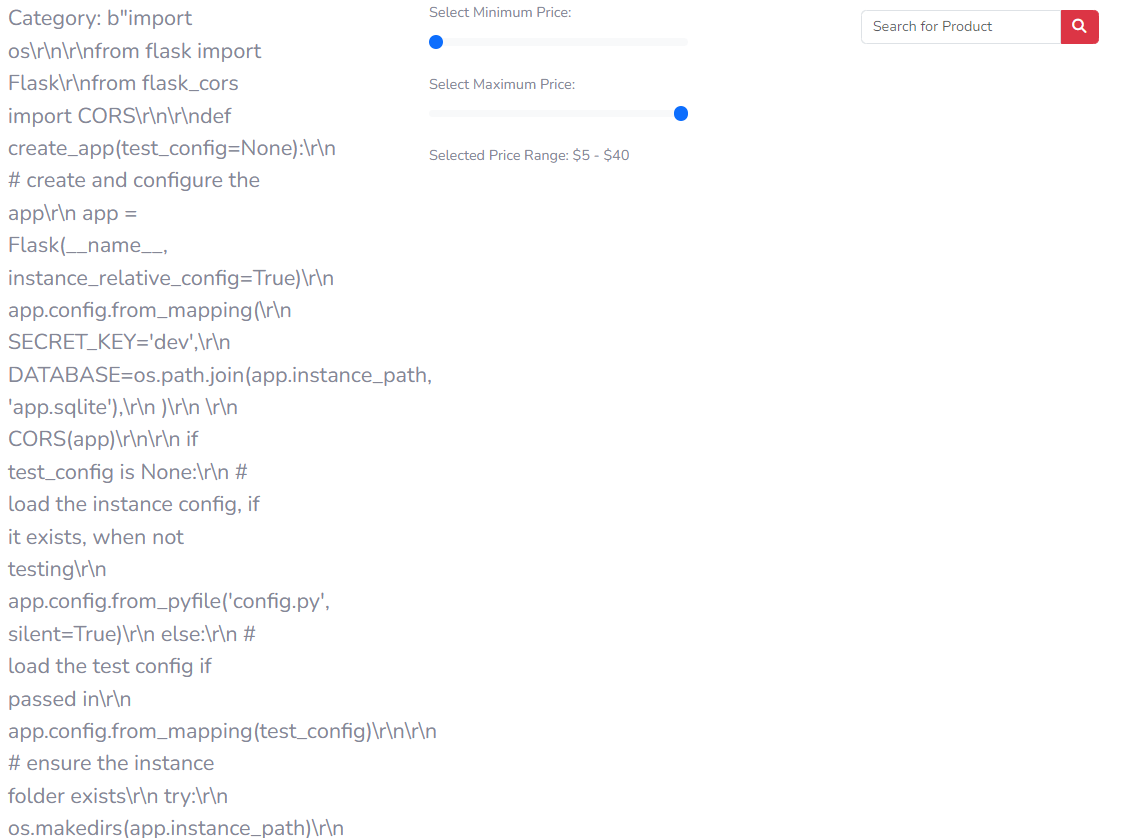 Category: b"import
os\r\n\r\nfrom flask import
Flask\r\nfrom flask_cors
import CORS\r\n\r\ndef
create_app(test_config=None):\r\n
# create and configure the
app\r\n app =
Flask(__name__,
instance_relative_config=True)\r\n
app.config.from_mapping(\r\n
SECRET_KEY='dev',\r\n
DATABASE=os.path.join(app.instance_path,
'app.sqlite'),\r\n )\r\n \r\n
CORS(app)\r\n\r\n if
test_config is None:\r\n #
load the instance config, if
it exists, when not
testing\r\n
app.config.from_pyfile('config.py',
silent=True)\r\n else:\r\n #
load the test config if
passed in\r\n
app.config.from_mapping(test_config)\r\n\r\n
# ensure the instance
folder exists\r\n try:\r\n
os.makedirs(app.instance_path)\r\n
Select Minimum Price:
Select Maximum Price:
Selected Price Range: $5 - $40
Search for Product